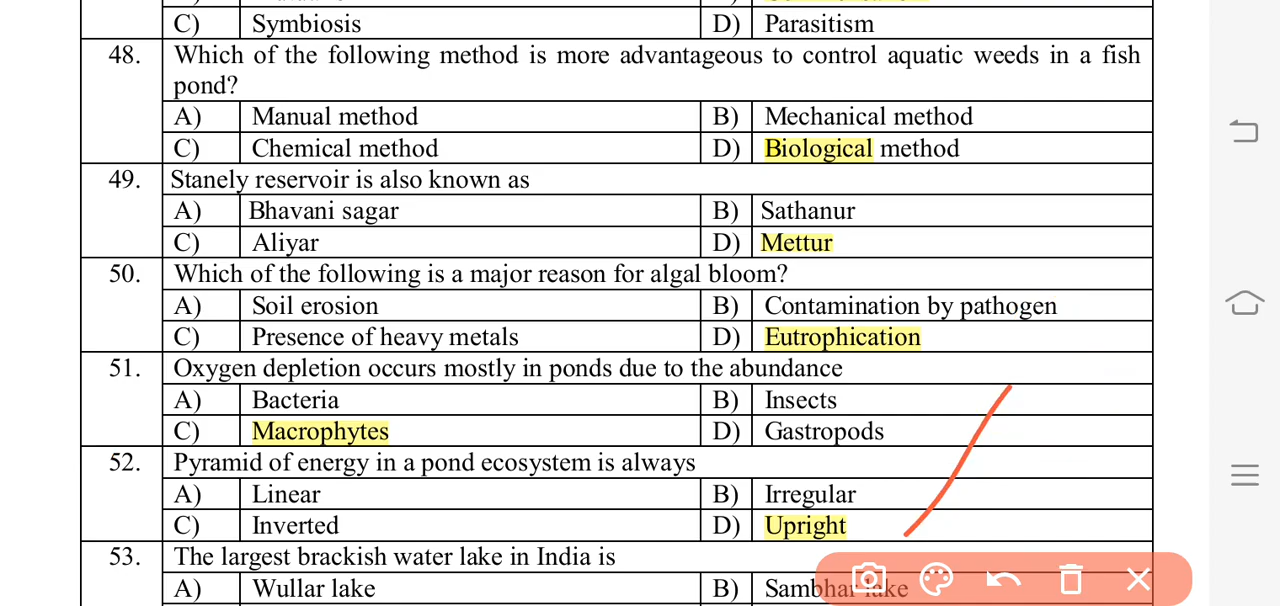 C) Symbiosis D) Parasitism
48. Which of the following method is more advantageous to control aquatic weeds in a fish
pond?
A) Manual method B) Mechanical method
C) Chemical method D) Biological method
49. Stanely reservoir is also known as
A) Bhavani sagar B) Sathanur
C) Aliyar D) Mettur
50. Which of the following is a major reason for algal bloom?
A) Soil erosion B) Contamination by pathogen
C) Presence of heavy metals D) Eutrophication
51. Oxygen depletion occurs mostly in ponds due to the abundance
A) Bacteria B) Insects
C) Macrophytes D) Gastropods
52. Pyramid of energy in a pond ecosystem is always
A) Linear B) Irregular
C) Inverted D) Upright
53. The largest brackish water lake in India is
A) Wullar lake B) Sambhar lake